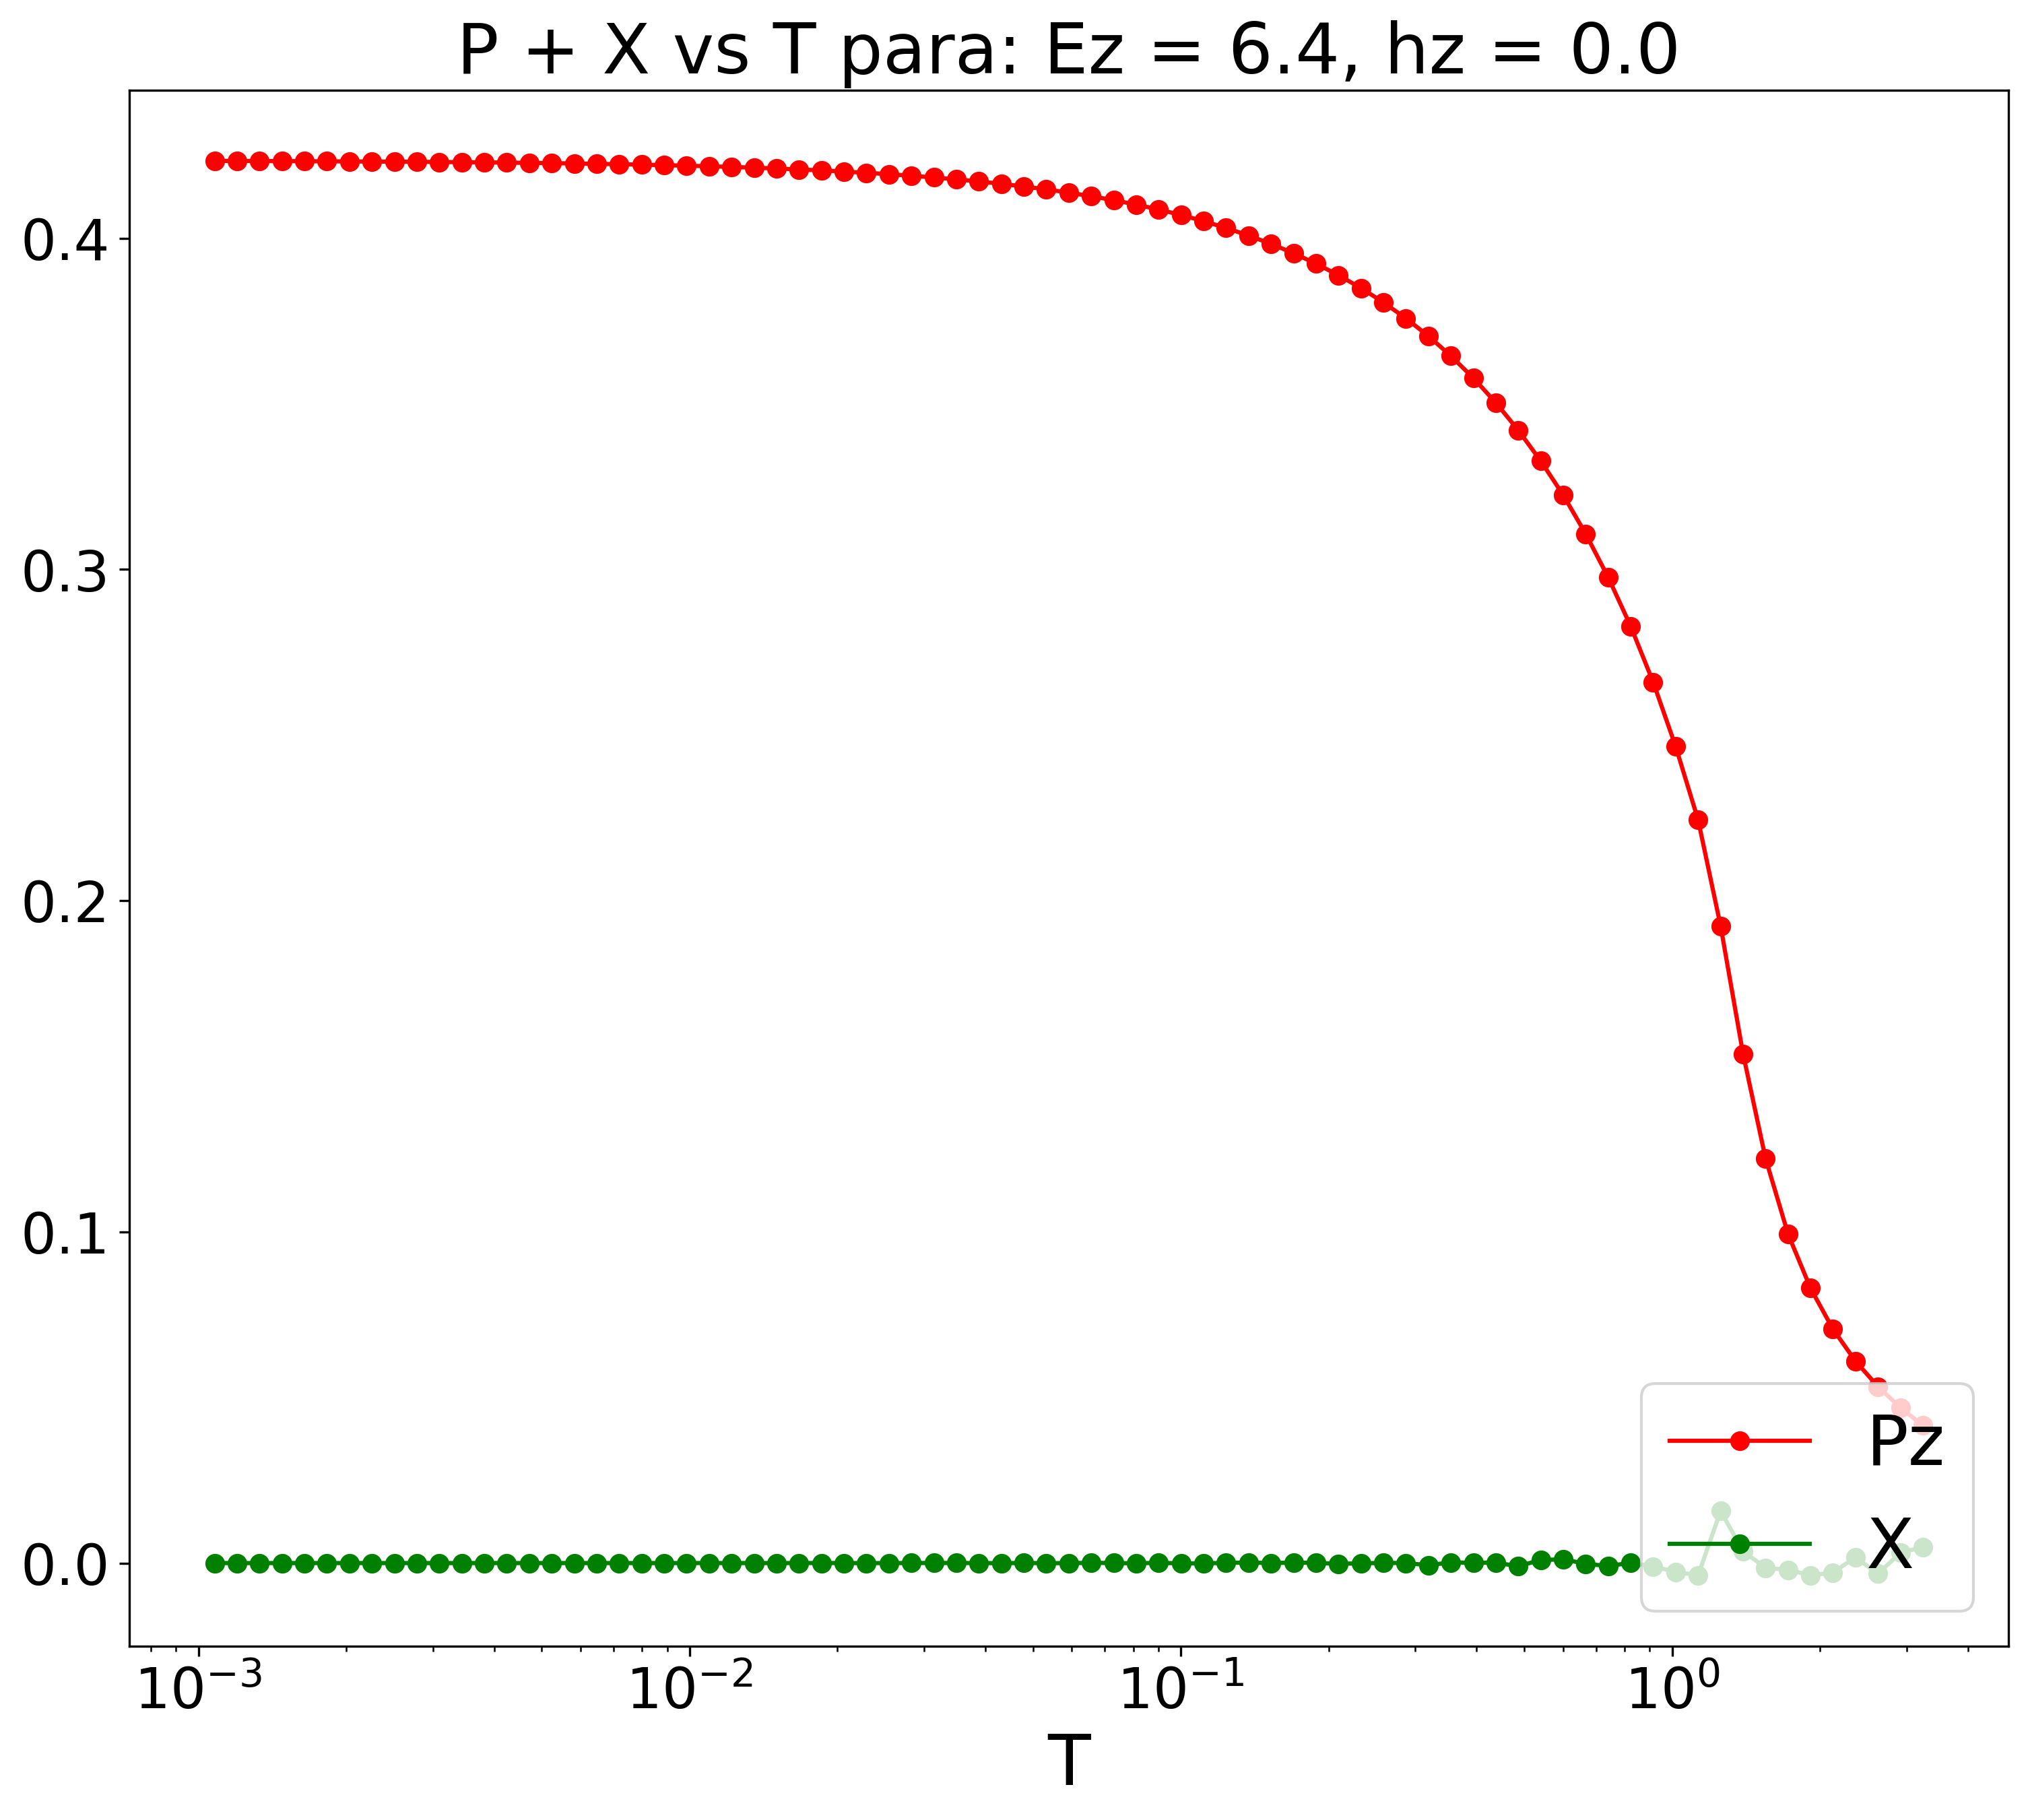 P + X vs T para: Ez = 6.4, hz = 0.0
0.4
0.3
0.2
0.1
0.0
Pz
X
10⁻³ 10⁻² 10⁻¹ 10⁰
T